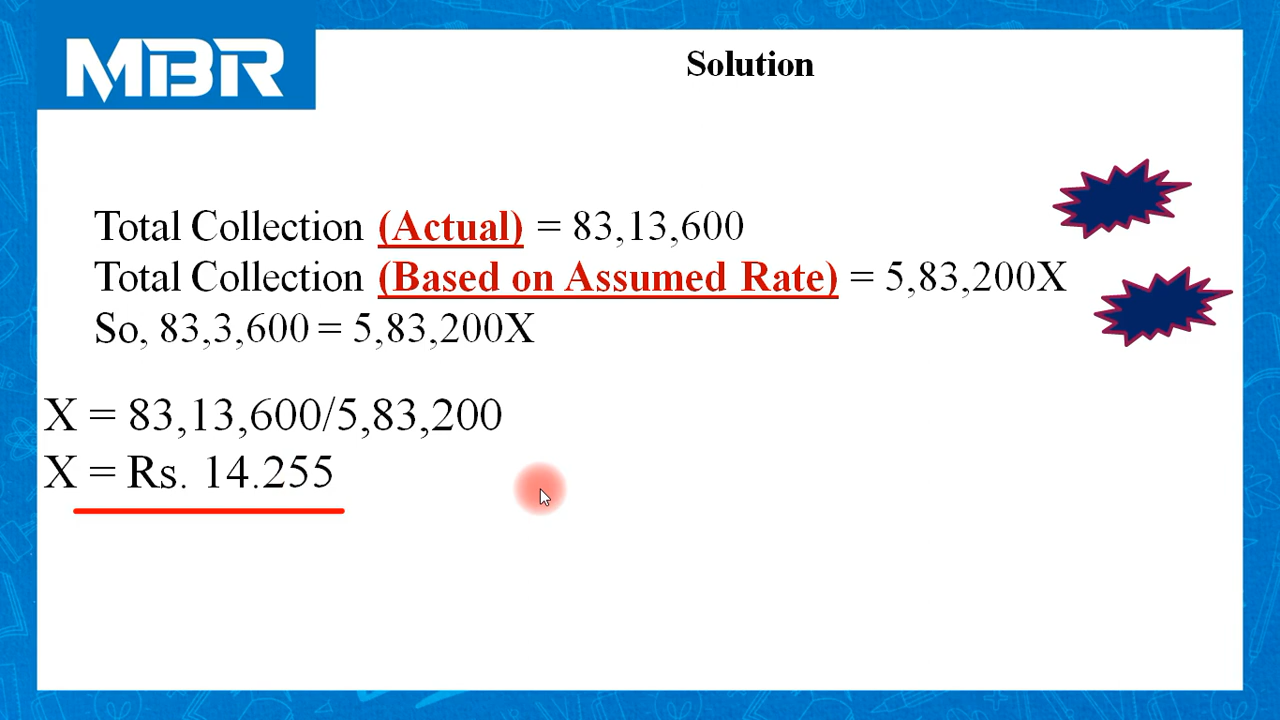 MBR
Solution
Total Collection (Actual) = 83,13,600
Total Collection (Based on Assumed Rate) = 5,83,200X
So, 83,3,600 = 5,83,200X
X = 83,13,600/5,83,200
X = Rs. 14.255